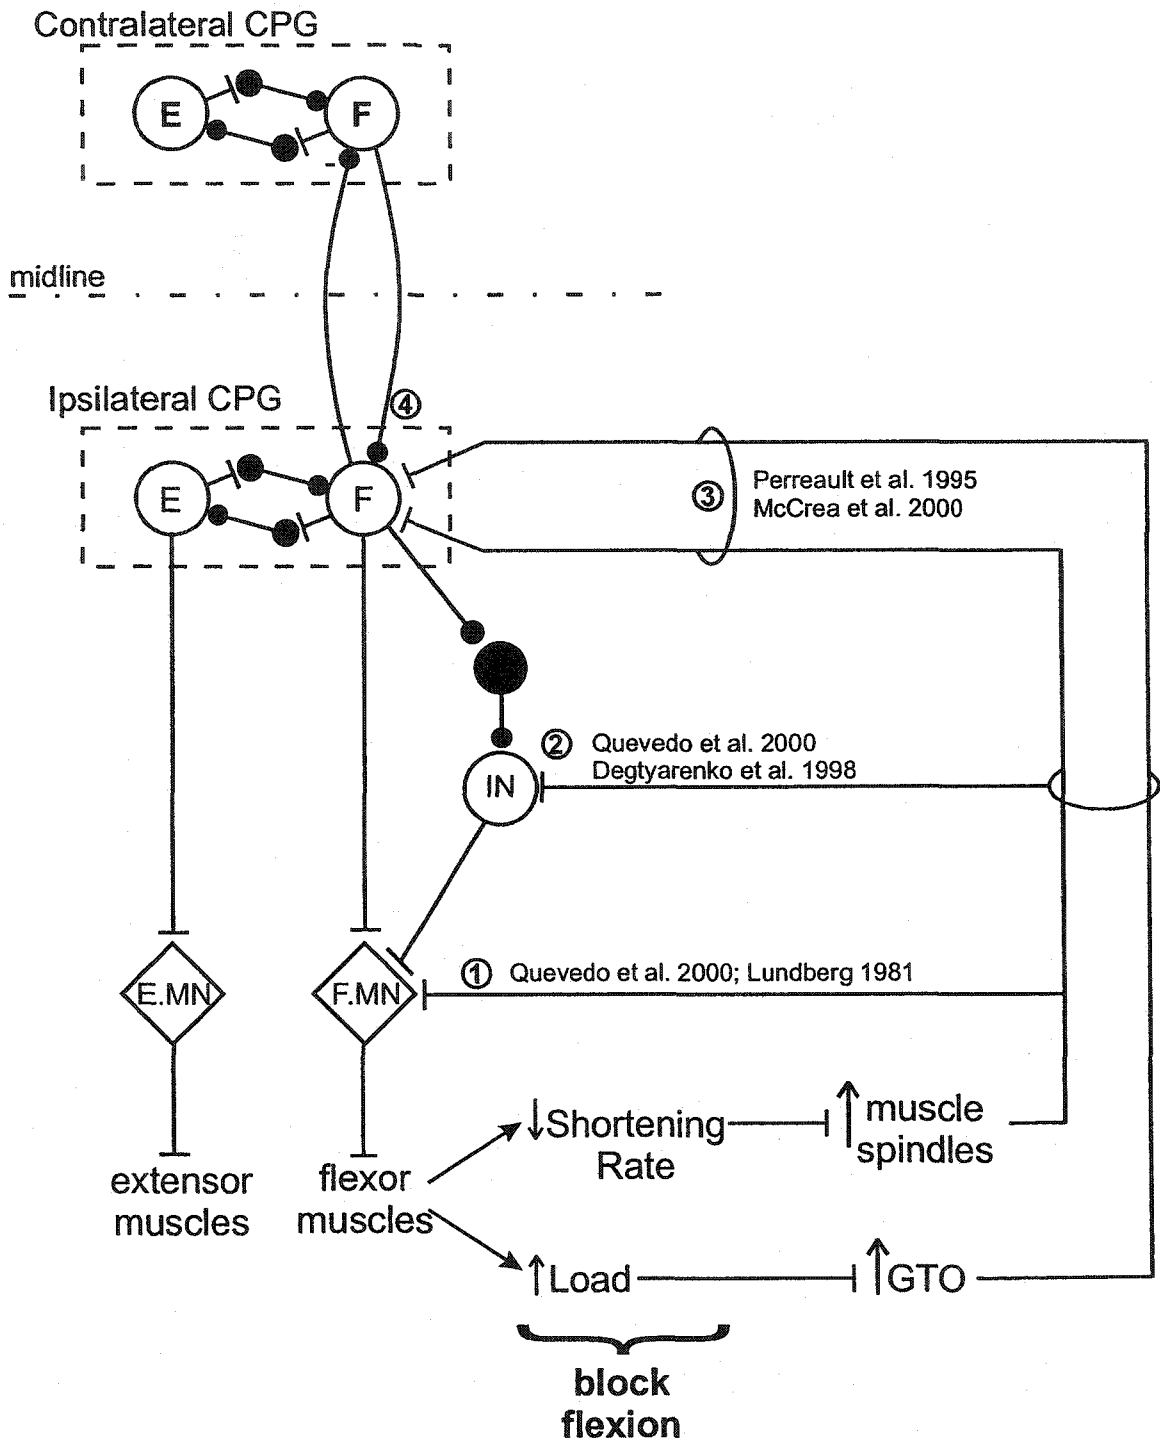 Contralateral CPG
E
F
-
midline
Ipsilateral CPG
4
E
F
3
Perreault et al. 1995
McCrea et al. 2000
2
Quevedo et al. 2000
Degtyarenko et al. 1998
IN
1
Quevedo et al. 2000; Lundberg 1981
E.MN
F.MN
↓Shortening
Rate
↑muscle
spindles
extensor
muscles
flexor
muscles
↑Load
↑GTO
block
flexion